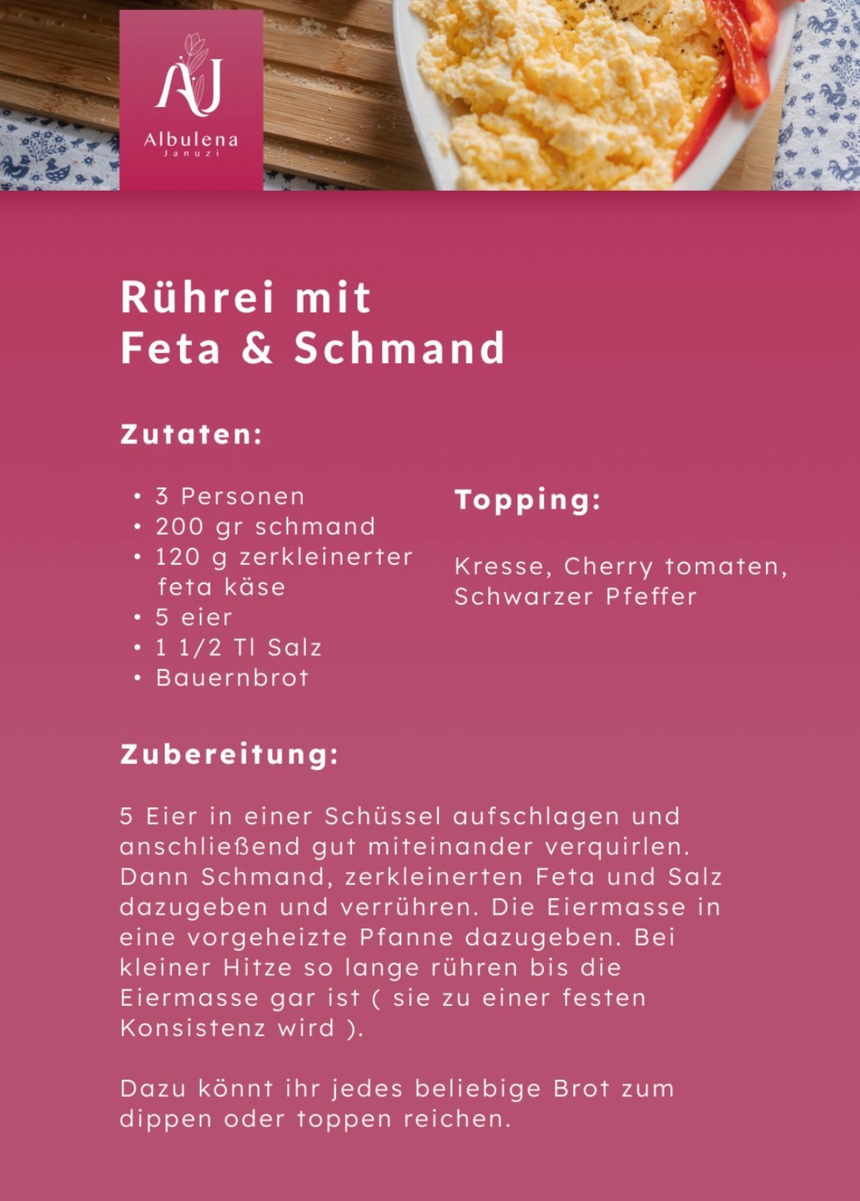 AJ
Albulena
Januzi
Rührei mit
Feta & Schmand
Zutaten:
• 3 Personen
• 200 gr schmand
• 120 g zerkleinerter
feta käse
• 5 eier
• 1 1/2 Tl Salz
• Bauernbrot
Topping:
Kresse, Cherry tomaten,
Schwarzer Pfeffer
Zubereitung:
5 Eier in einer Schüssel aufschlagen und
anschließend gut miteinander verquirlen.
Dann Schmand, zerkleinerten Feta und Salz
dazugeben und verrühren. Die Eiermasse in
eine vorgeheizte Pfanne dazugeben. Bei
kleiner Hitze so lange rühren bis die
Eiermasse gar ist ( sie zu einer festen
Konsistenz wird ).
Dazu könnt ihr jedes beliebige Brot zum
dippen oder toppen reichen.